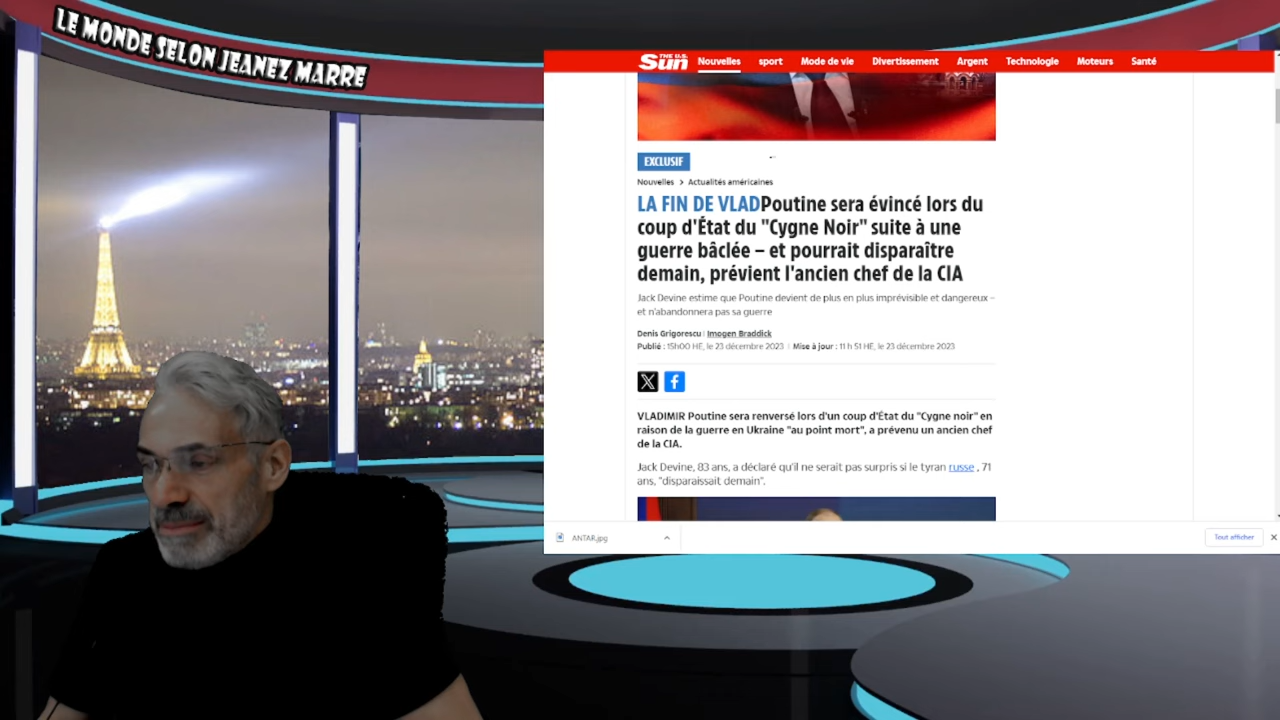 LE MONDE SELON JEANEZ MARRE
THE U.S. Sun Nouvelles sport Mode de vie Divertissement Argent Technologie Moteurs Santé
EXCLUSIF
Nouvelles > Actualités américaines
LA FIN DE VLADPoutine sera évincé lors du
coup d'État du "Cygne Noir" suite à une
guerre bâclée – et pourrait disparaître
demain, prévient l'ancien chef de la CIA
Jack Devine estime que Poutine devient de plus en plus imprévisible et dangereux –
et n'abandonnera pas sa guerre
Denis Grigorescu | Imogen Braddick
Publié : 15h00 HE, le 23 décembre 2023 | Mise à jour : 11 h 51 HE, le 23 décembre 2023
VLADIMIR Poutine sera renversé lors d'un coup d'État du "Cygne noir" en
raison de la guerre en Ukraine "au point mort", a prévenu un ancien chef
de la CIA.
Jack Devine, 83 ans, a déclaré qu'il ne serait pas surpris si le tyran russe , 71
ans, "disparaissait demain".
ANTAR.jpg
Tout afficher